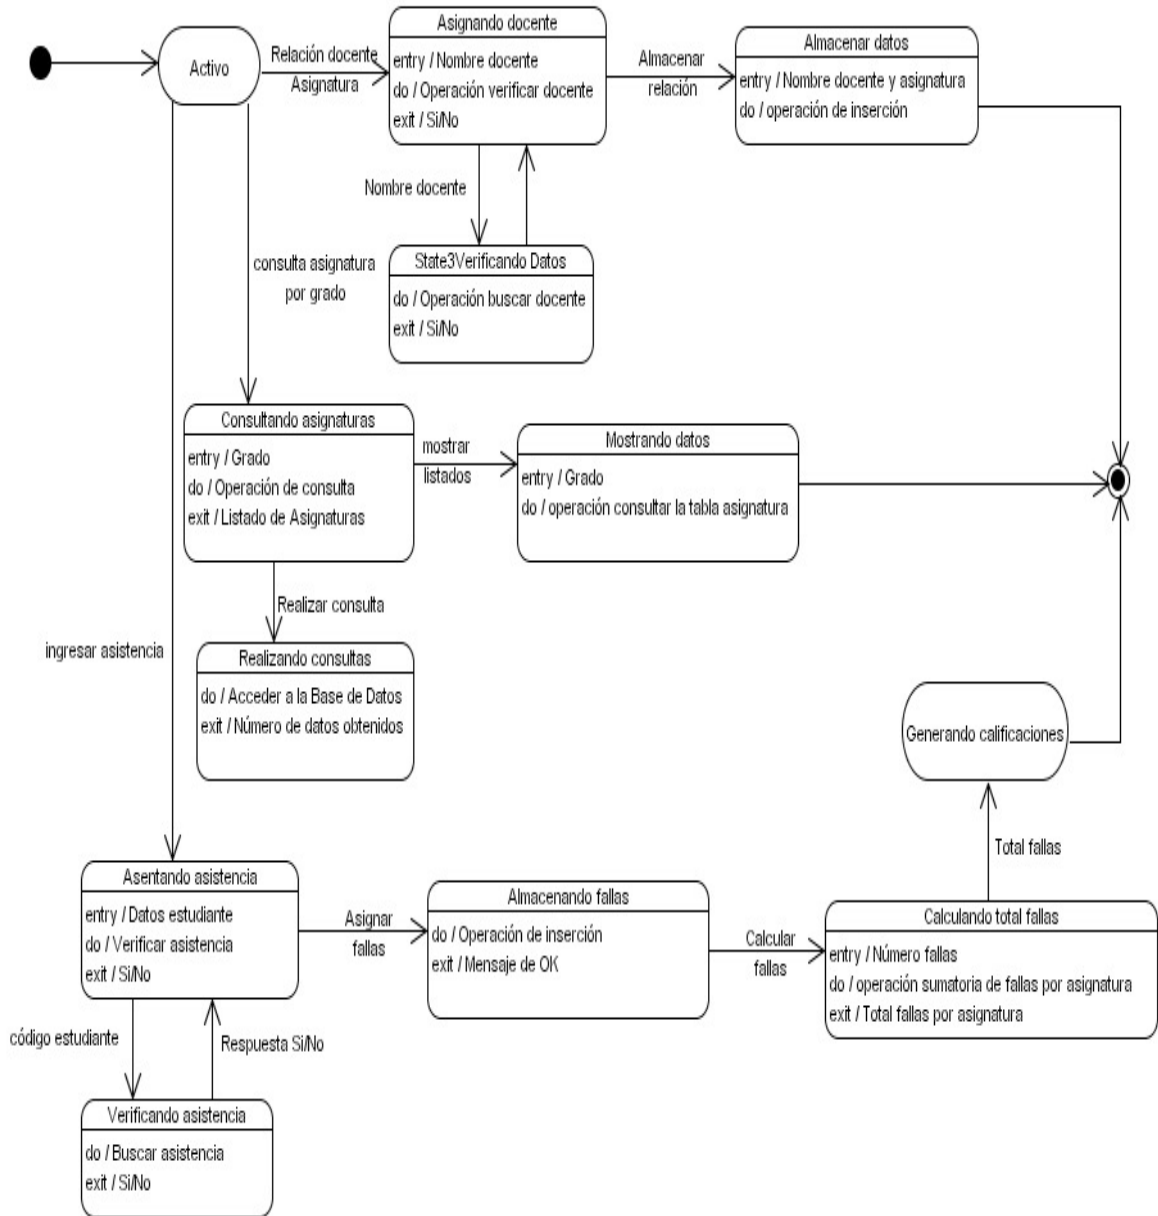 Activo
Relación docente
Asignatura
Asignando docente
entry / Nombre docente
do / Operación verificar docente
exit / Si/No
Almacenar
relación
Almacenar datos
entry / Nombre docente y asignatura
do / operación de inserción
Nombre docente
State3Verificando Datos
do / Operación buscar docente
exit / Si/No
consulta asignatura
por grado
Consultando asignaturas
entry / Grado
do / Operación de consulta
exit / Listado de Asignaturas
mostrar
listados
Mostrando datos
entry / Grado
do / operación consultar la tabla asignatura
Realizar consulta
Realizando consultas
do / Acceder a la Base de Datos
exit / Número de datos obtenidos
ingresar asistencia
Generando calificaciones
Total fallas
Asentando asistencia
entry / Datos estudiante
do / Verificar asistencia
exit / Si/No
Asignar
fallas
Almacenando fallas
do / Operación de inserción
exit / Mensaje de OK
Calcular
fallas
Calculando total fallas
entry / Número fallas
do / operación sumatoria de fallas por asignatura
exit / Total fallas por asignatura
código estudiante
Respuesta Si/No
Verificando asistencia
do / Buscar asistencia
exit / Si/No